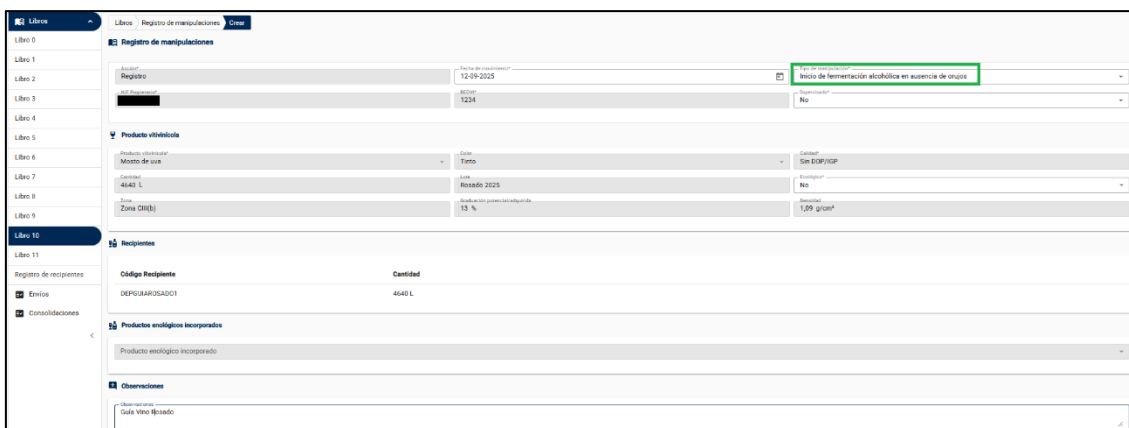 Libros
Libros Registro de manipulaciones Crear
Libro 0
Registro de manipulaciones
Libro 1
Libro 2
Libro 3
Libro 4
Libro 5
Libro 6
Libro 7
Libro 8
Libro 9
Libro 10
Libro 11
Registro de recipientes
Envíos
Consolidaciones
Acción*
Registro
Fecha de movimiento*
12-09-2025
Tipo de manipulación*
Inicio de fermentación alcohólica en ausencia de orujos
NIF Propietario*
1234
Supervisado*
No
Producto vitivinícola
Producto vitivinícola*
Mosto de uva
Color
Tinto
Calidad*
Sin DOP/IGP
Cantidad
4640 L
Lote
Rosado 2025
Ecológico*
No
Zona
Zona CIII(b)
Graduación potencial/adquirida
13 %
Densidad
1,09 g/cm³
Recipientes
Código Recipiente Cantidad
DEPGUIAROSADO1 4640 L
Productos enológicos incorporados
Producto enológico incorporado
Observaciones
Observaciones
Guía Vino Rosado